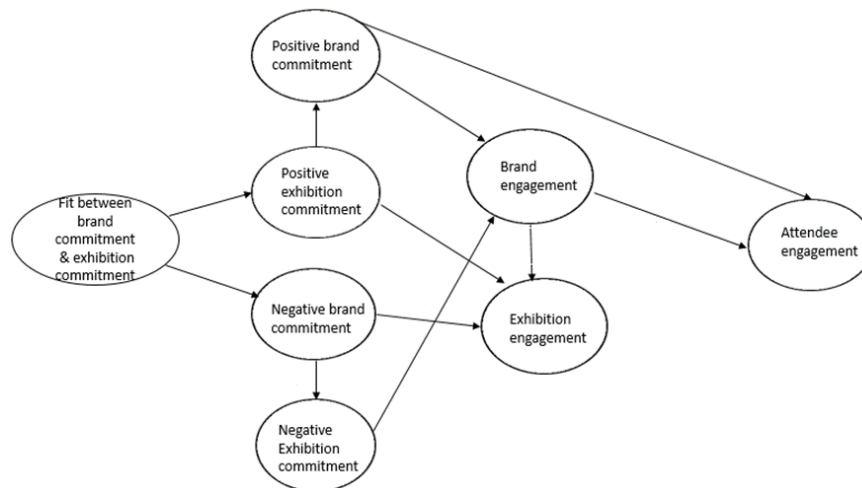 Positive brand
commitment
Positive
exhibition
commitment
Brand
engagement
Fit between
brand
commitment
& exhibition
commitment
Attendee
engagement
Negative brand
commitment
Exhibition
engagement
Negative
Exhibition
commitment